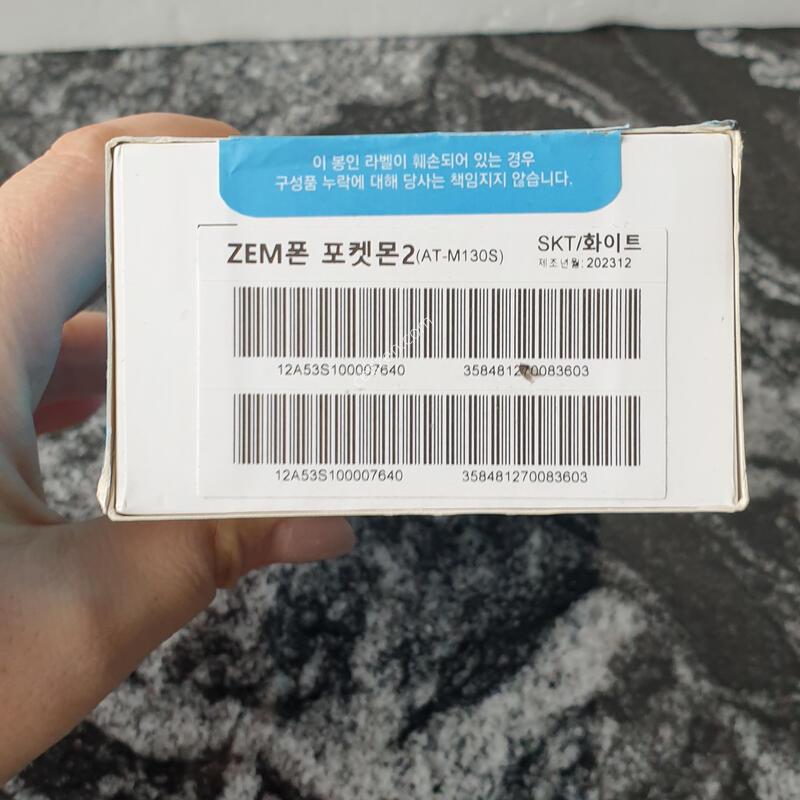 이 봉인 라벨이 훼손되어 있는 경우
구성품 누락에 대해 당사는 책임지지 않습니다.
ZEM폰 포켓몬2(AT-M130S)
SKT/화이트
제조년월: 202312
12A53S100007640 358481270083603
12A53S100007640 358481270083603